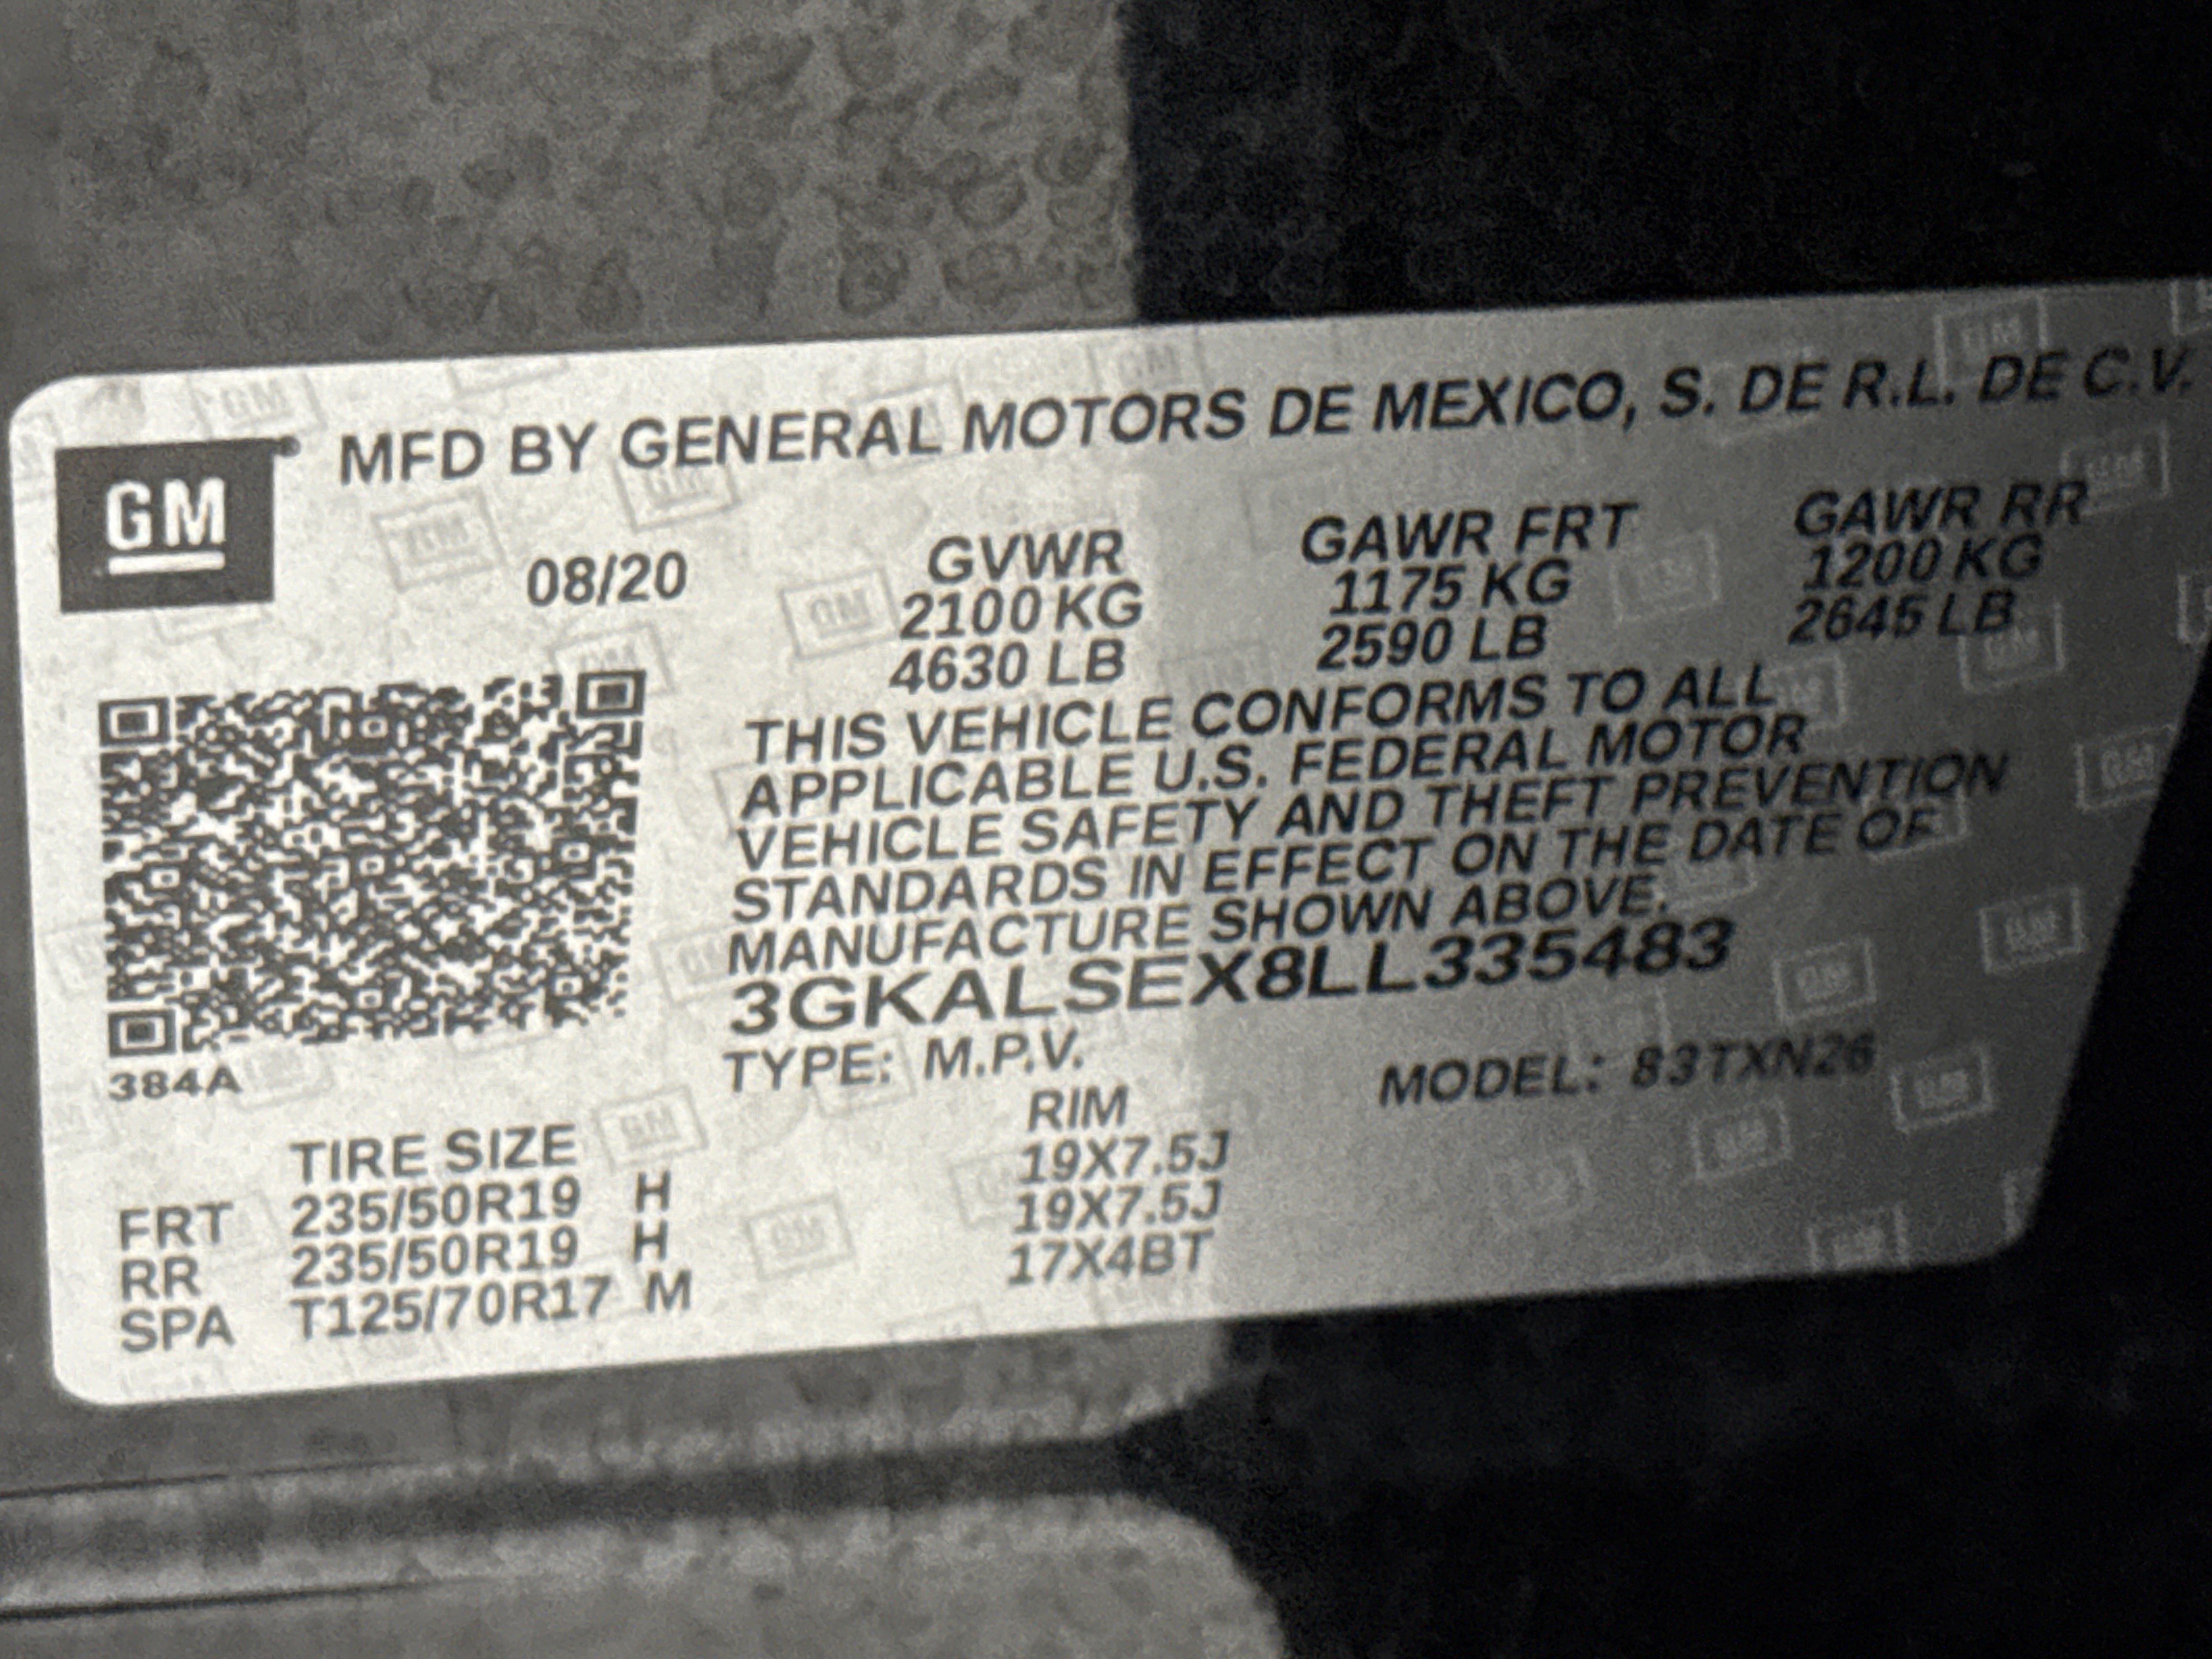 GM
MFD BY GENERAL MOTORS DE MEXICO, S. DE R.L. DE C.V.
08/20
GVWR GAWR FRT GAWR RR
2100 KG 1175 KG 1200 KG
4630 LB 2590 LB 2645 LB
THIS VEHICLE CONFORMS TO ALL
APPLICABLE U.S. FEDERAL MOTOR
VEHICLE SAFETY AND THEFT PREVENTION
STANDARDS IN EFFECT ON THE DATE OF
MANUFACTURE SHOWN ABOVE.
3GKALSEX8LL335483
TYPE: M.P.V. MODEL: 83TXN26
384A
TIRE SIZE RIM
FRT 235/50R19 H 19X7.5J
RR 235/50R19 H 19X7.5J
SPA T125/70R17 M 17X4BT